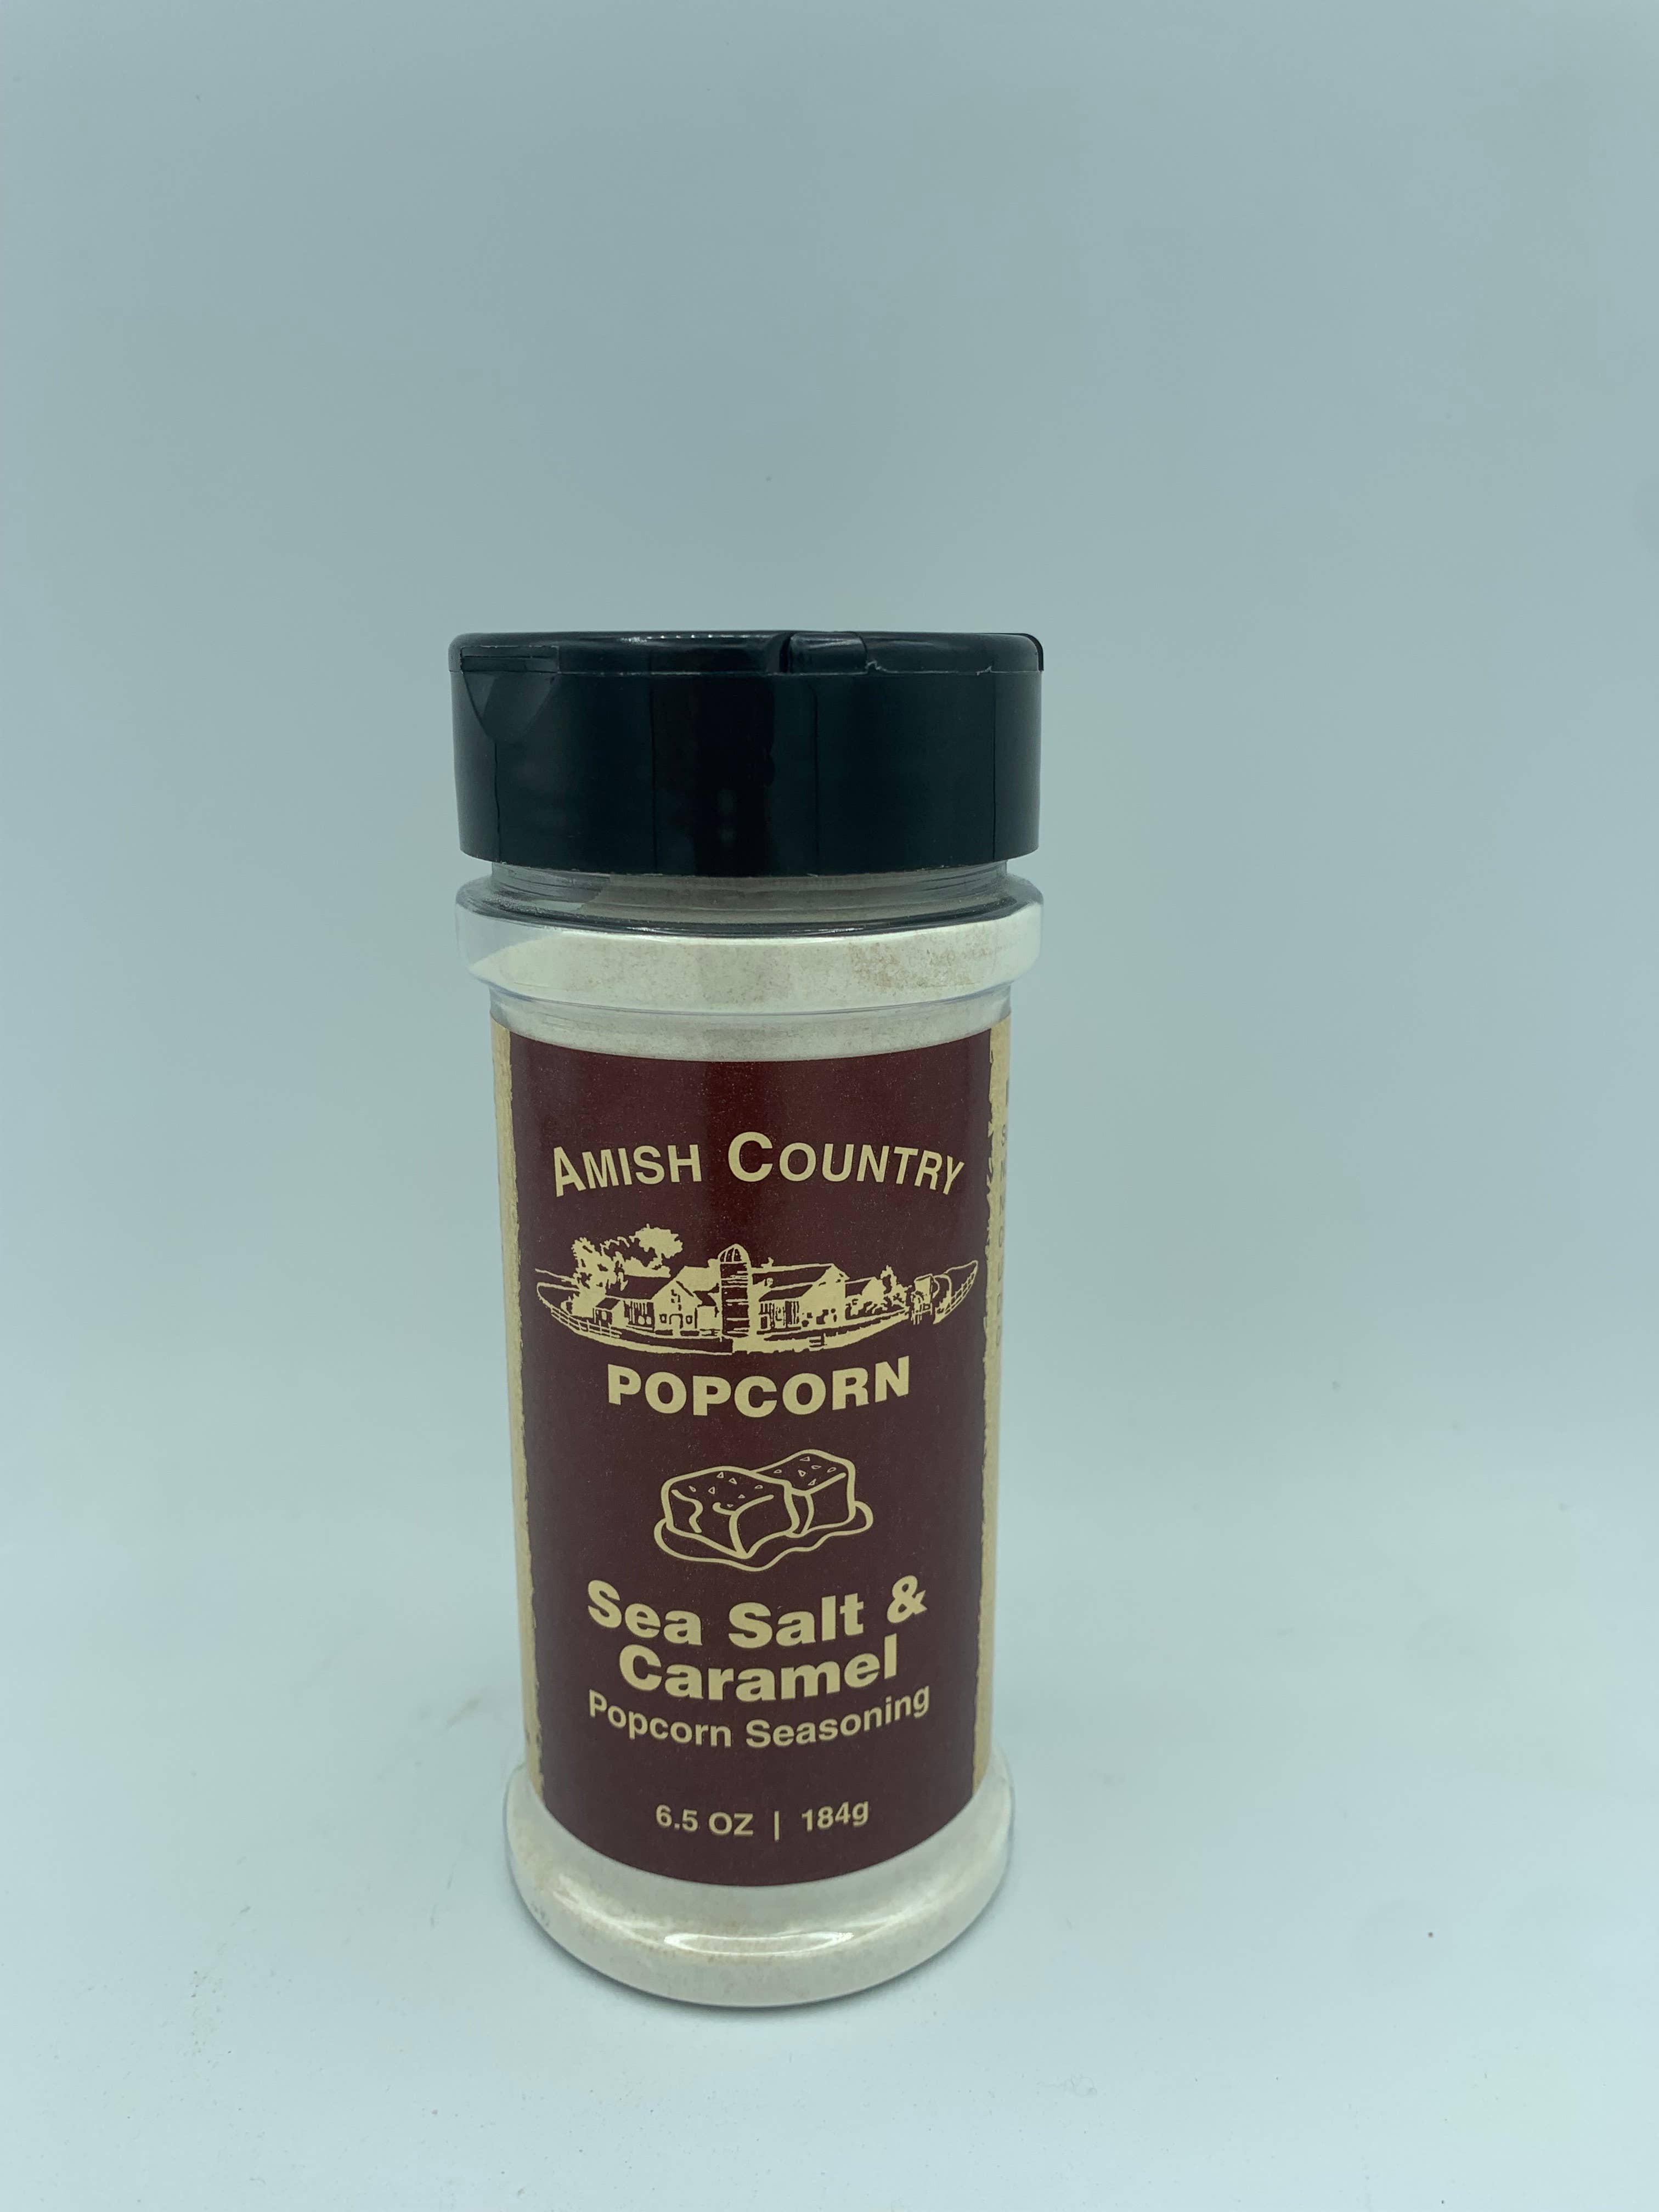 AMISH COUNTRY
POPCORN
Sea Salt &
Caramel
Popcorn Seasoning
6.5 OZ | 184g